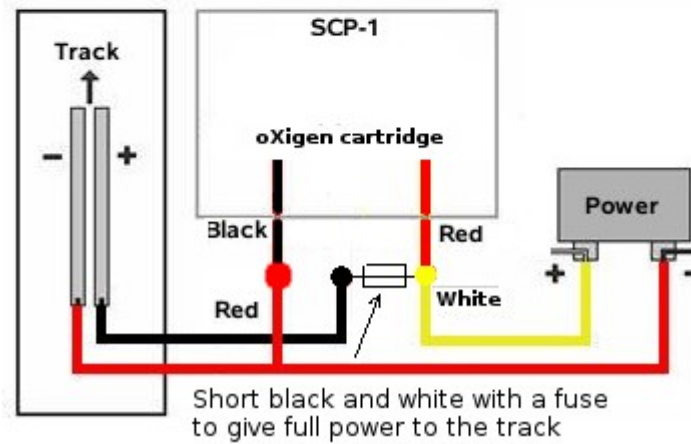 SCP-1
Track
oXigen cartridge
- +
Power
Black
Red
+ -
Red
White
Short black and white with a fuse
to give full power to the track